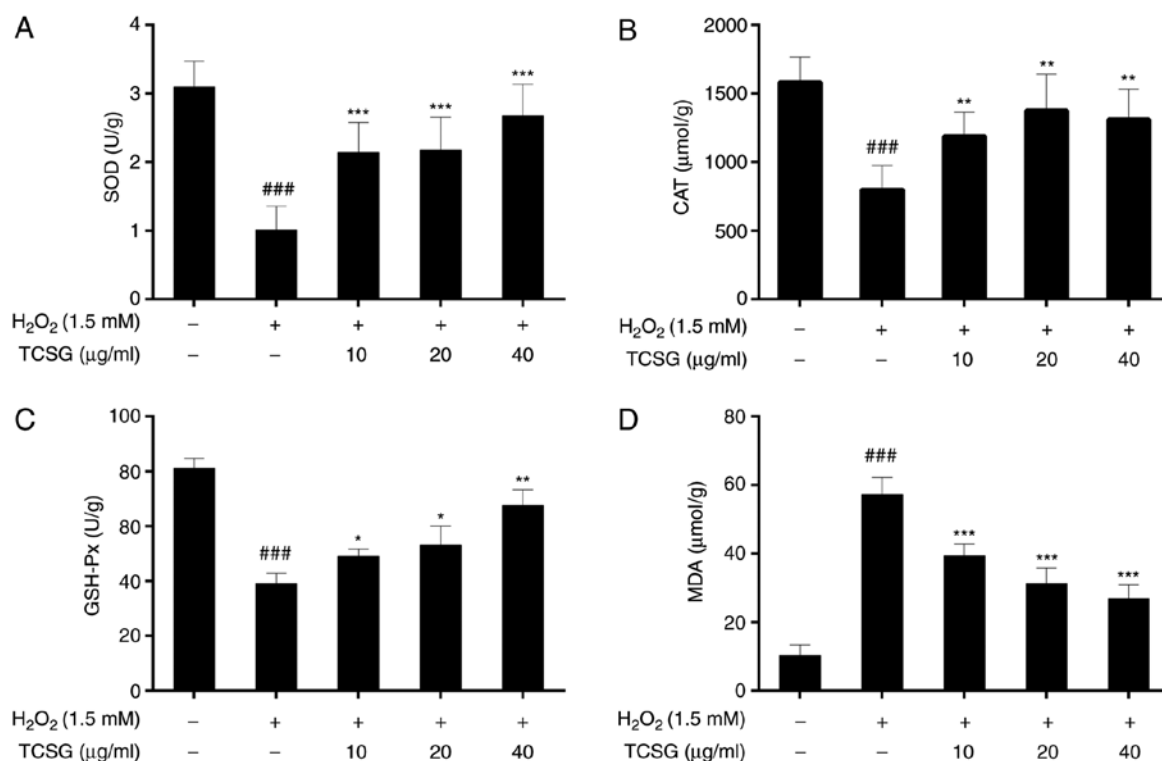 A
SOD (U/g)
4
3
2
1
0
###
***
***
***
H₂O₂ (1.5 mM) – + + + +
TCSG (μg/ml) – – 10 20 40
B
CAT (μmol/g)
2000
1500
1000
500
0
###
**
**
**
H₂O₂ (1.5 mM) – + + + +
TCSG (μg/ml) – – 10 20 40
C
GSH-Px (U/g)
100
80
80
40
20
0
###
*
*
**
H₂O₂ (1.5 mM) – + + + +
TCSG (μg/ml) – – 10 20 40
D
MDA (μmol/g)
80
60
40
20
0
###
***
***
***
H₂O₂ (1.5 mM) – + + + +
TCSG (μg/ml) – – 10 20 40